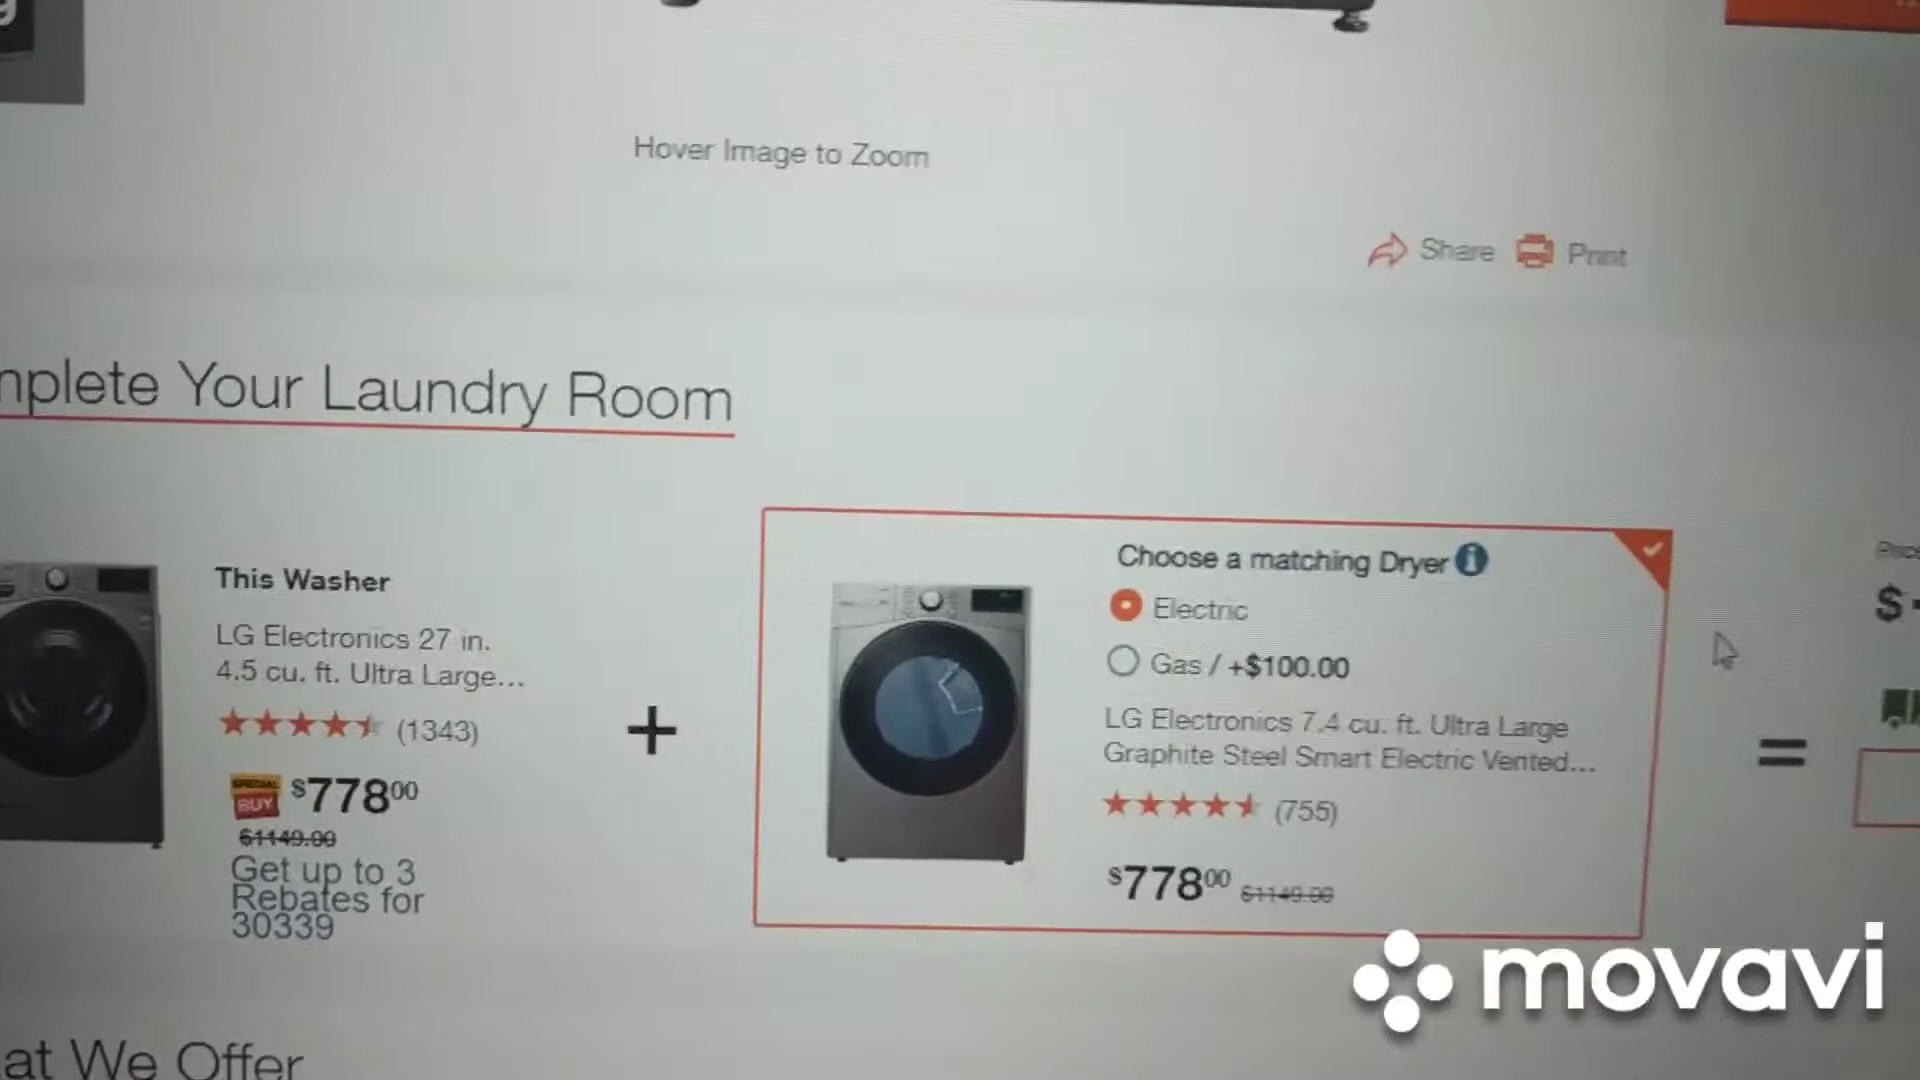 Hover Image to Zoom
Share Print
mplete Your Laundry Room
This Washer
LG Electronics 27 in.
4.5 cu. ft. Ultra Large...
(1343)
SPECIAL
BUY
$778.00
$1149.00
Get up to 3
Rebates for
30339
+
Choose a matching Dryer
Electric
Gas / +$100.00
LG Electronics 7.4 cu. ft. Ultra Large
Graphite Steel Smart Electric Vented...
(755)
$778.00 $1149.00
=
$
at We Offer
movavi